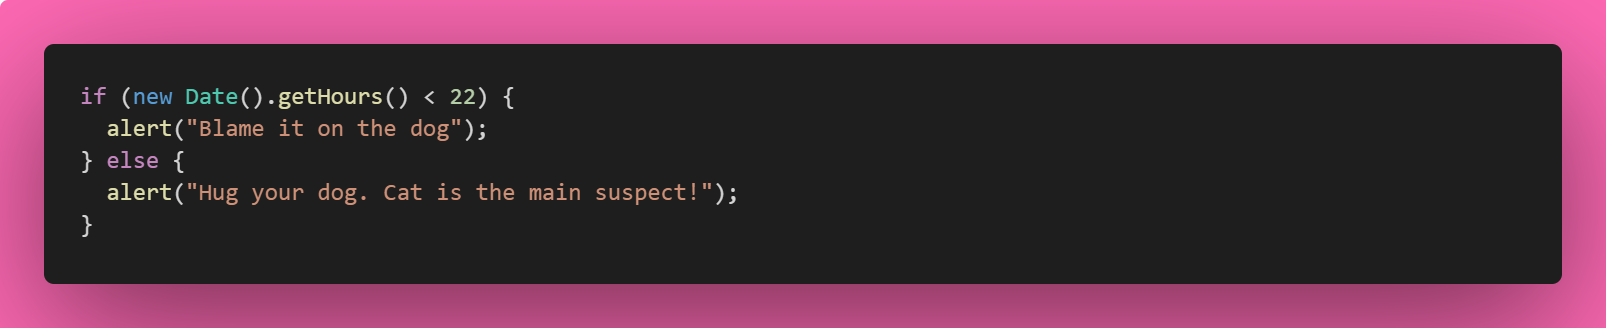 if (new Date().getHours() < 22) {
  alert("Blame it on the dog");
} else {
  alert("Hug your dog. Cat is the main suspect!");
}